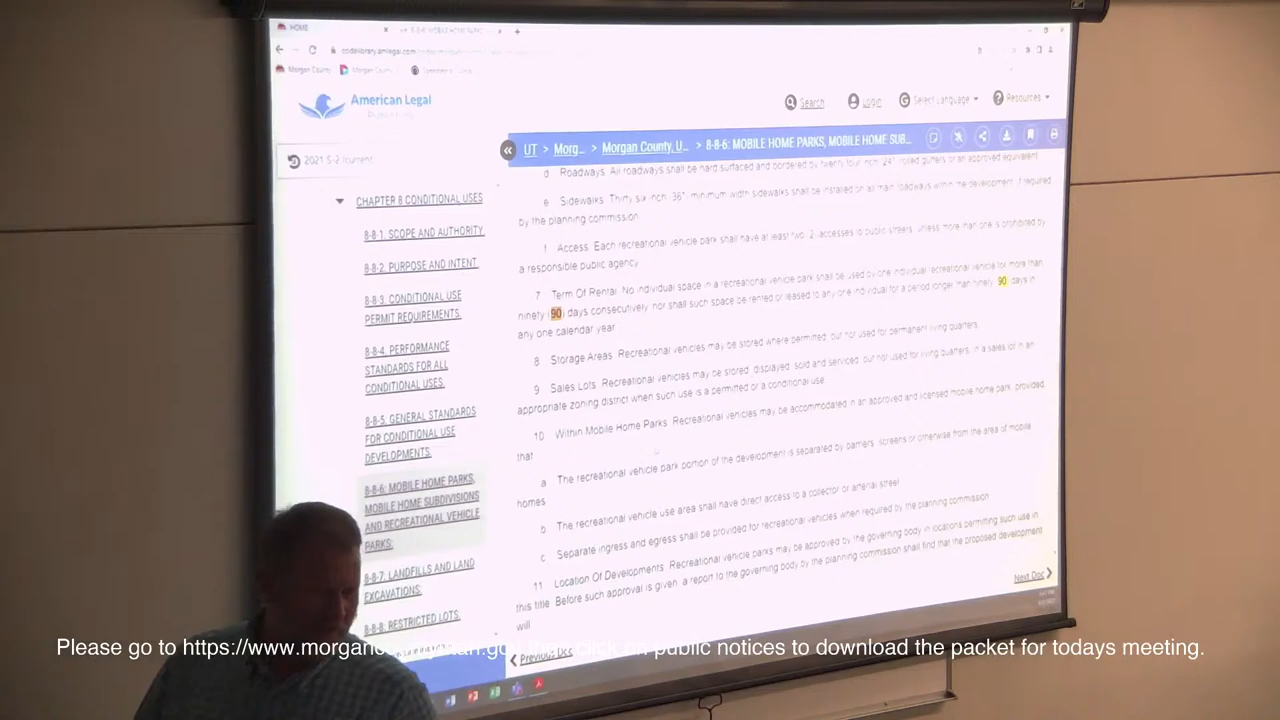 HOME
8-8-6: MOBILE HOME PARKS
codelibrary.amlegal.com
Morgan County Morgan County
American Legal
Search Login Select Language Resources
2021 S-2 (current)
UT > Morg... > Morgan County, U... > 8-8-6: MOBILE HOME PARKS, MOBILE HOME SUB...
CHAPTER 8 CONDITIONAL USES
8-8-1: SCOPE AND AUTHORITY:
8-8-2: PURPOSE AND INTENT:
8-8-3: CONDITIONAL USE
PERMIT REQUIREMENTS:
8-8-4: PERFORMANCE
STANDARDS FOR ALL
CONDITIONAL USES:
8-8-5: GENERAL STANDARDS
FOR CONDITIONAL USE
DEVELOPMENTS:
8-8-6: MOBILE HOME PARKS,
MOBILE HOME SUBDIVISIONS
AND RECREATIONAL VEHICLE
PARKS:
8-8-7: LANDFILLS AND LAND
EXCAVATIONS:
8-8-8: RESTRICTED LOTS:
d. Roadways: All roadways shall be hard surfaced and bordered by twenty four inch (24") rolled gutters or an approved equivalent.
e. Sidewalks: Thirty six inch (36") minimum width sidewalks shall be installed on all main roadways within the development, if required
by the planning commission.
f. Access: Each recreational vehicle park shall have at least two (2) accesses to public streets, unless more than one is prohibited by
a responsible public agency.
7. Term Of Rental: No individual space in a recreational vehicle park shall be used by one individual recreational vehicle for more than
ninety (90) days consecutively, nor shall such space be rented or leased to any one individual for a period longer than ninety (90) days in
any one calendar year.
8. Storage Areas: Recreational vehicles may be stored where permitted, but not used for permanent living quarters.
9. Sales Lots: Recreational vehicles may be stored, displayed, sold and serviced, but not used for living quarters, in a sales lot in an
appropriate zoning district when such use is a permitted or a conditional use.
10. Within Mobile Home Parks: Recreational vehicles may be accommodated in an approved and licensed mobile home park, provided,
that:
a. The recreational vehicle park portion of the development is separated by barriers, screens or otherwise from the area of mobile
homes.
b. The recreational vehicle use area shall have direct access to a collector or arterial street.
c. Separate ingress and egress shall be provided for recreational vehicles when required by the planning commission.
11. Location Of Developments: Recreational vehicle parks may be approved by the governing body in locations permitting such use in
this title. Before such approval is given, a report to the governing body by the planning commission shall find that the proposed development
will:
Previous Doc
Next Doc
Please go to https://www.morgan click on public notices to download the packet for todays meeting.